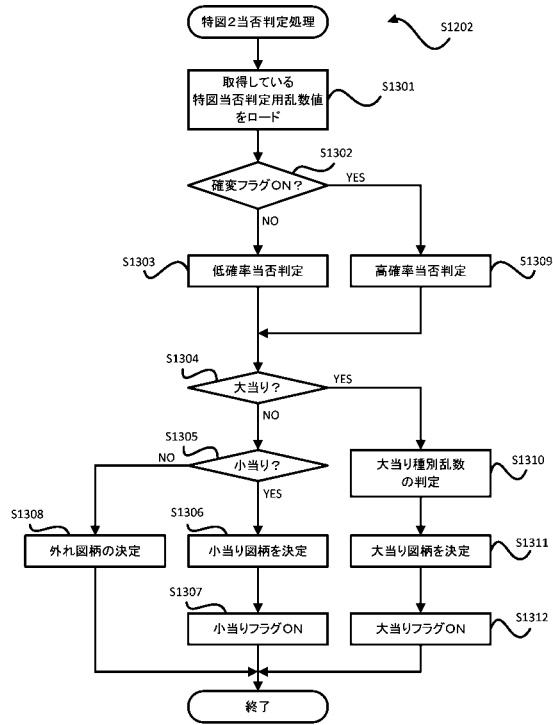 特図2当否判定処理
S1202
取得している
特図当否判定用乱数値
をロード
S1301
S1302
確変フラグON?
YES
NO
S1303
低確率当否判定
高確率当否判定
S1309
S1304
大当り?
YES
NO
S1305
NO
小当り?
YES
大当り種別乱数
の判定
S1310
S1308
外れ図柄の決定
S1306
小当り図柄を決定
大当り図柄を決定
S1311
S1307
小当りフラグON
大当りフラグON
S1312
終了